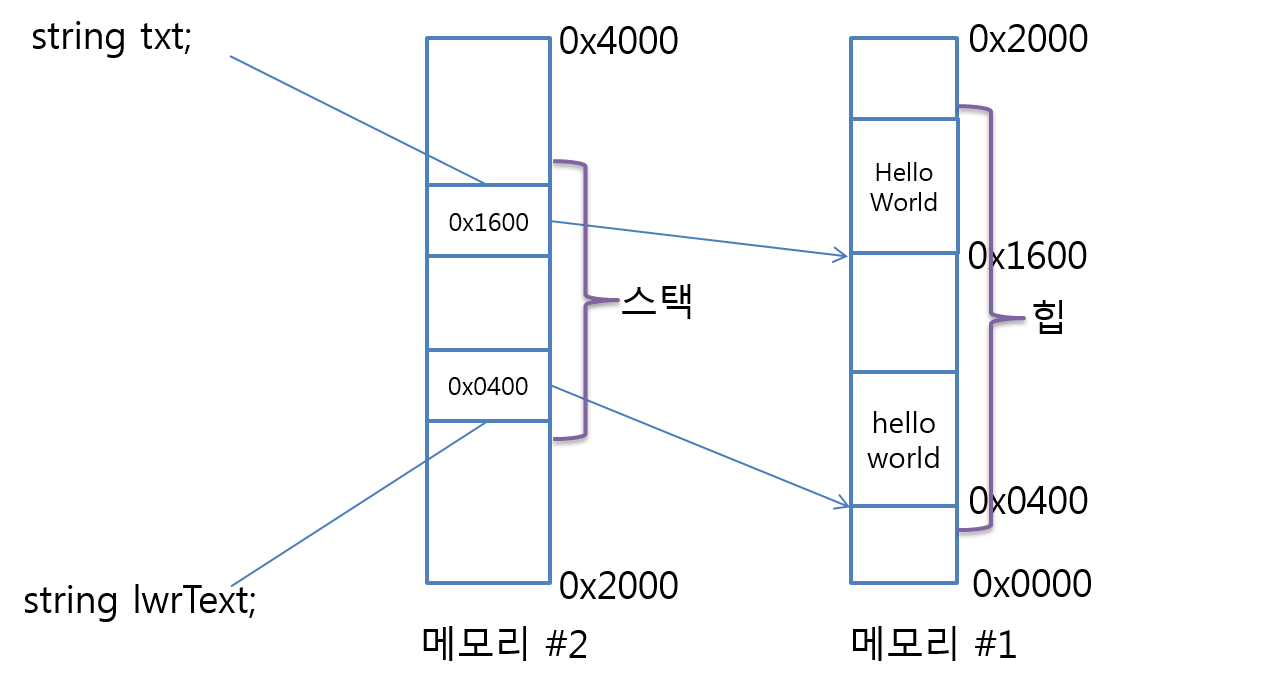 string txt;
0x4000
0x2000
Hello
World
0x1600
0x1600
스택
힙
0x0400
hello
world
0x0400
string lwrText;
0x2000
0x0000
메모리 #2
메모리 #1